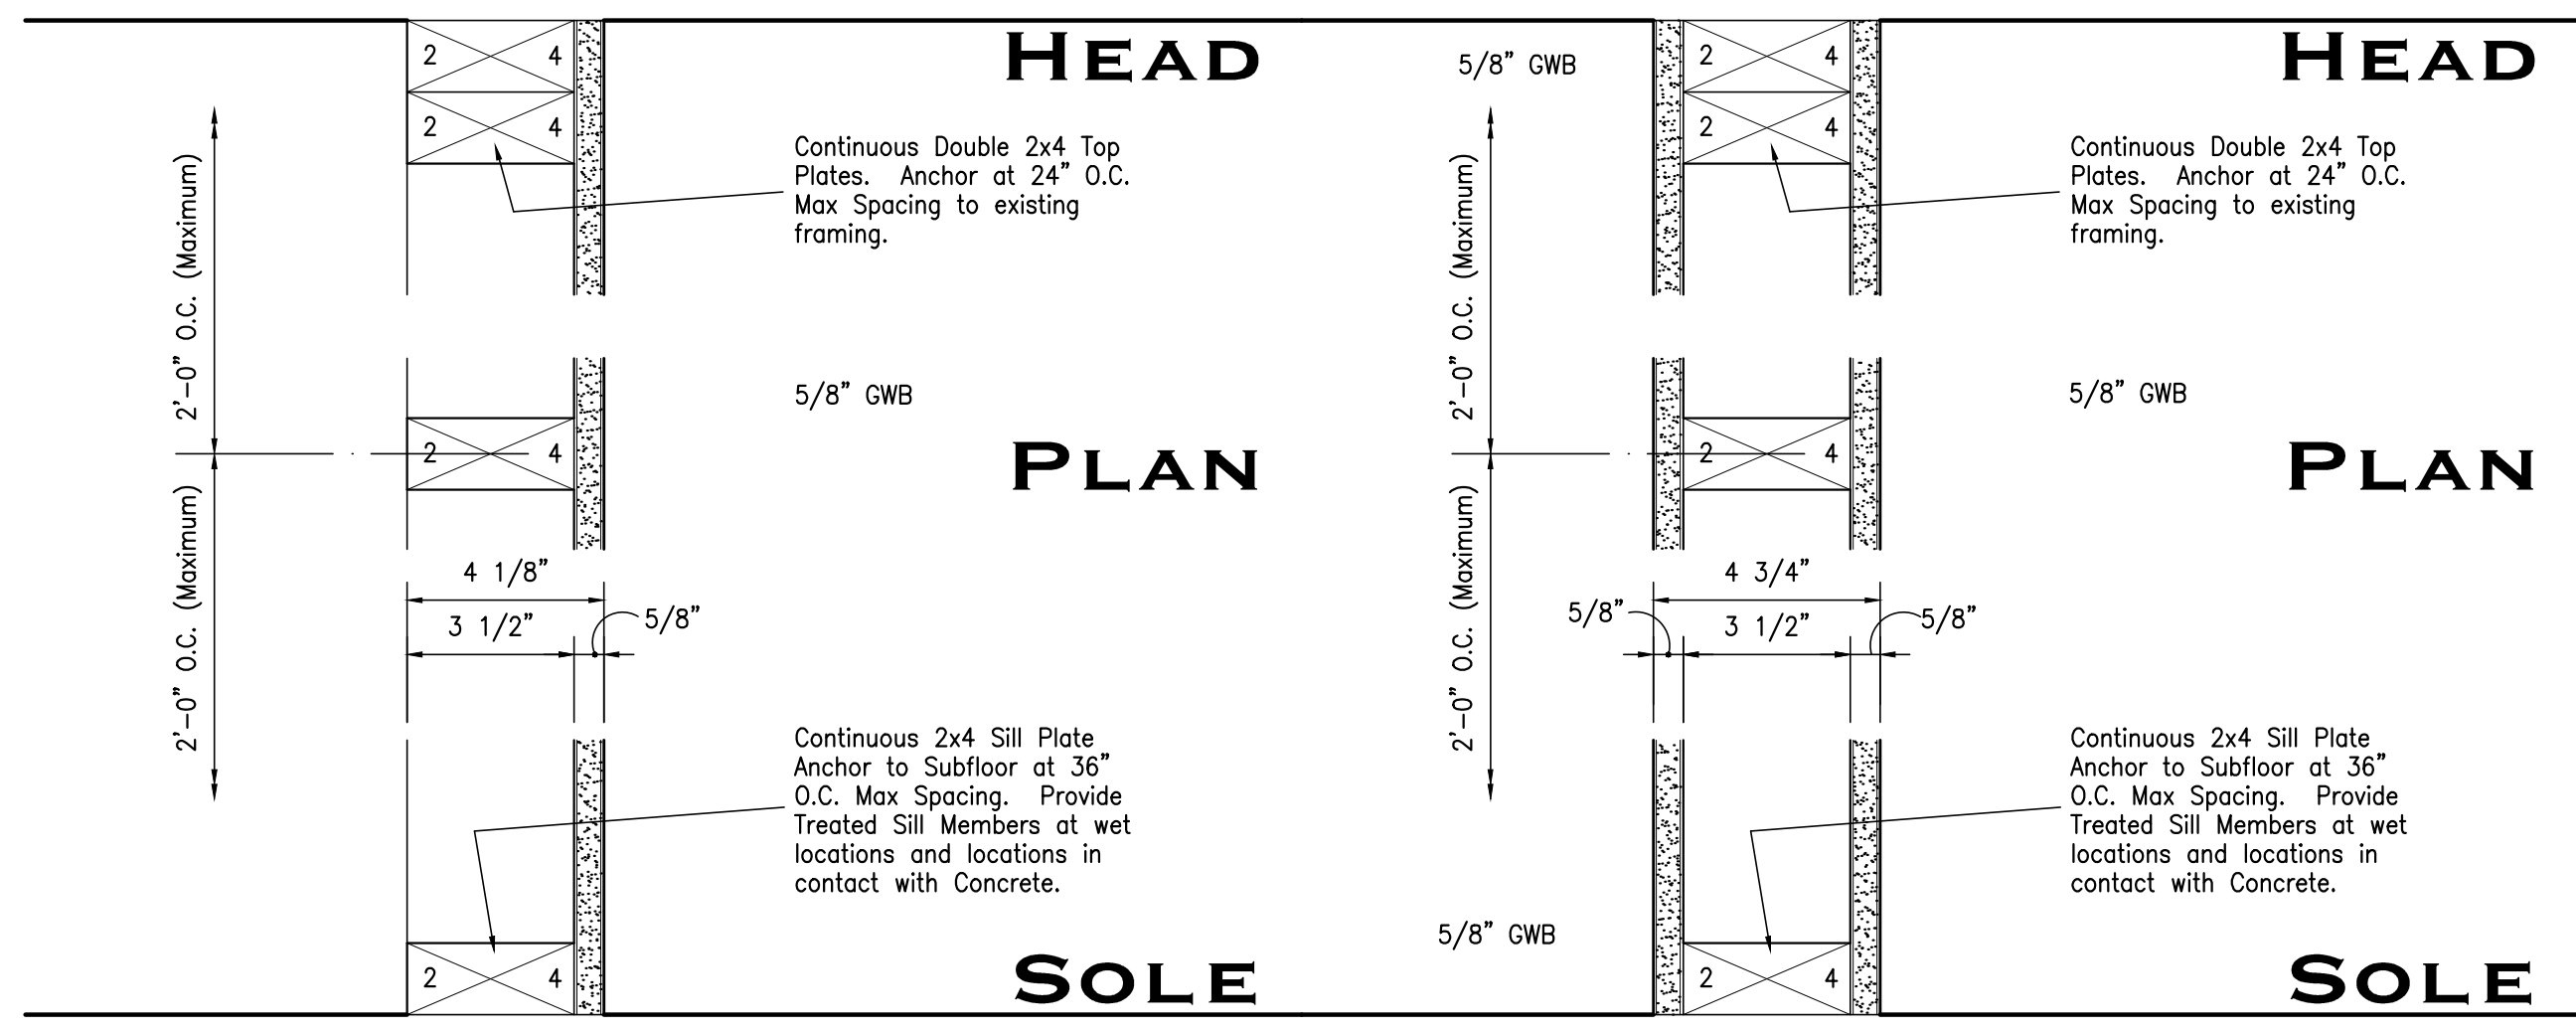 HEAD
2 4
2 4
Continuous Double 2x4 Top
Plates. Anchor at 24" O.C.
Max Spacing to existing
framing.
2'-0" O.C. (Maximum)
5/8" GWB
2 4
PLAN
2'-0" O.C. (Maximum)
4 1/8"
3 1/2"
5/8"
Continuous 2x4 Sill Plate
Anchor to Subfloor at 36"
O.C. Max Spacing. Provide
Treated Sill Members at wet
locations and locations in
contact with Concrete.
2 4
SOLE
5/8" GWB
2 4
2 4
HEAD
Continuous Double 2x4 Top
Plates. Anchor at 24" O.C.
Max Spacing to existing
framing.
2'-0" O.C. (Maximum)
5/8" GWB
2 4
PLAN
2'-0" O.C. (Maximum)
4 3/4"
5/8"
3 1/2"
5/8"
Continuous 2x4 Sill Plate
Anchor to Subfloor at 36"
O.C. Max Spacing. Provide
Treated Sill Members at wet
locations and locations in
contact with Concrete.
5/8" GWB
2 4
SOLE